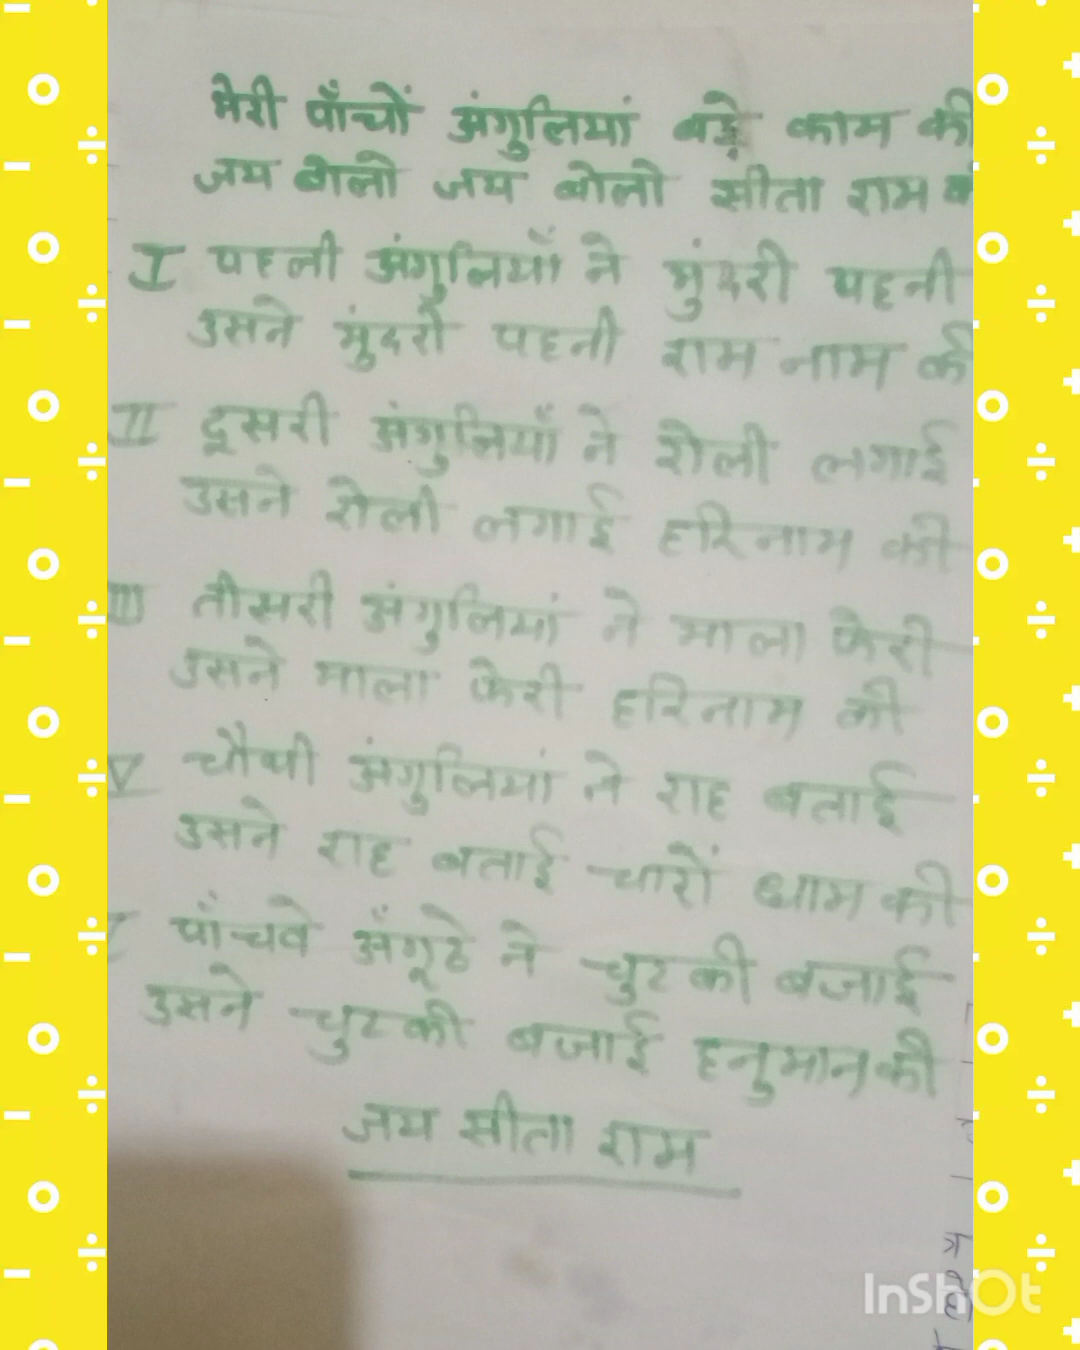 मेरी पाँचों अंगुलियां बड़े काम की
जय बोलो जय बोलो सीता राम
I पहली अंगुलियाँ ने मुंदरी पहनी
उसने मुंदरी पहनी राम नाम की
II दूसरी अंगुलियाँ ने रोली लगाई
उसने रोली लगाई हरिनाम की
III तीसरी अंगुलियां ने माला फेरी
उसने माला फेरी हरिनाम की
V चौथी अंगुलियां ने राह बताई
उसने राह बताई चारों धाम की
पाँचवे अँगूठे ने चुटकी बजाई
उसने चुटकी बजाई हनुमान की
जय सीता राम
InShOt